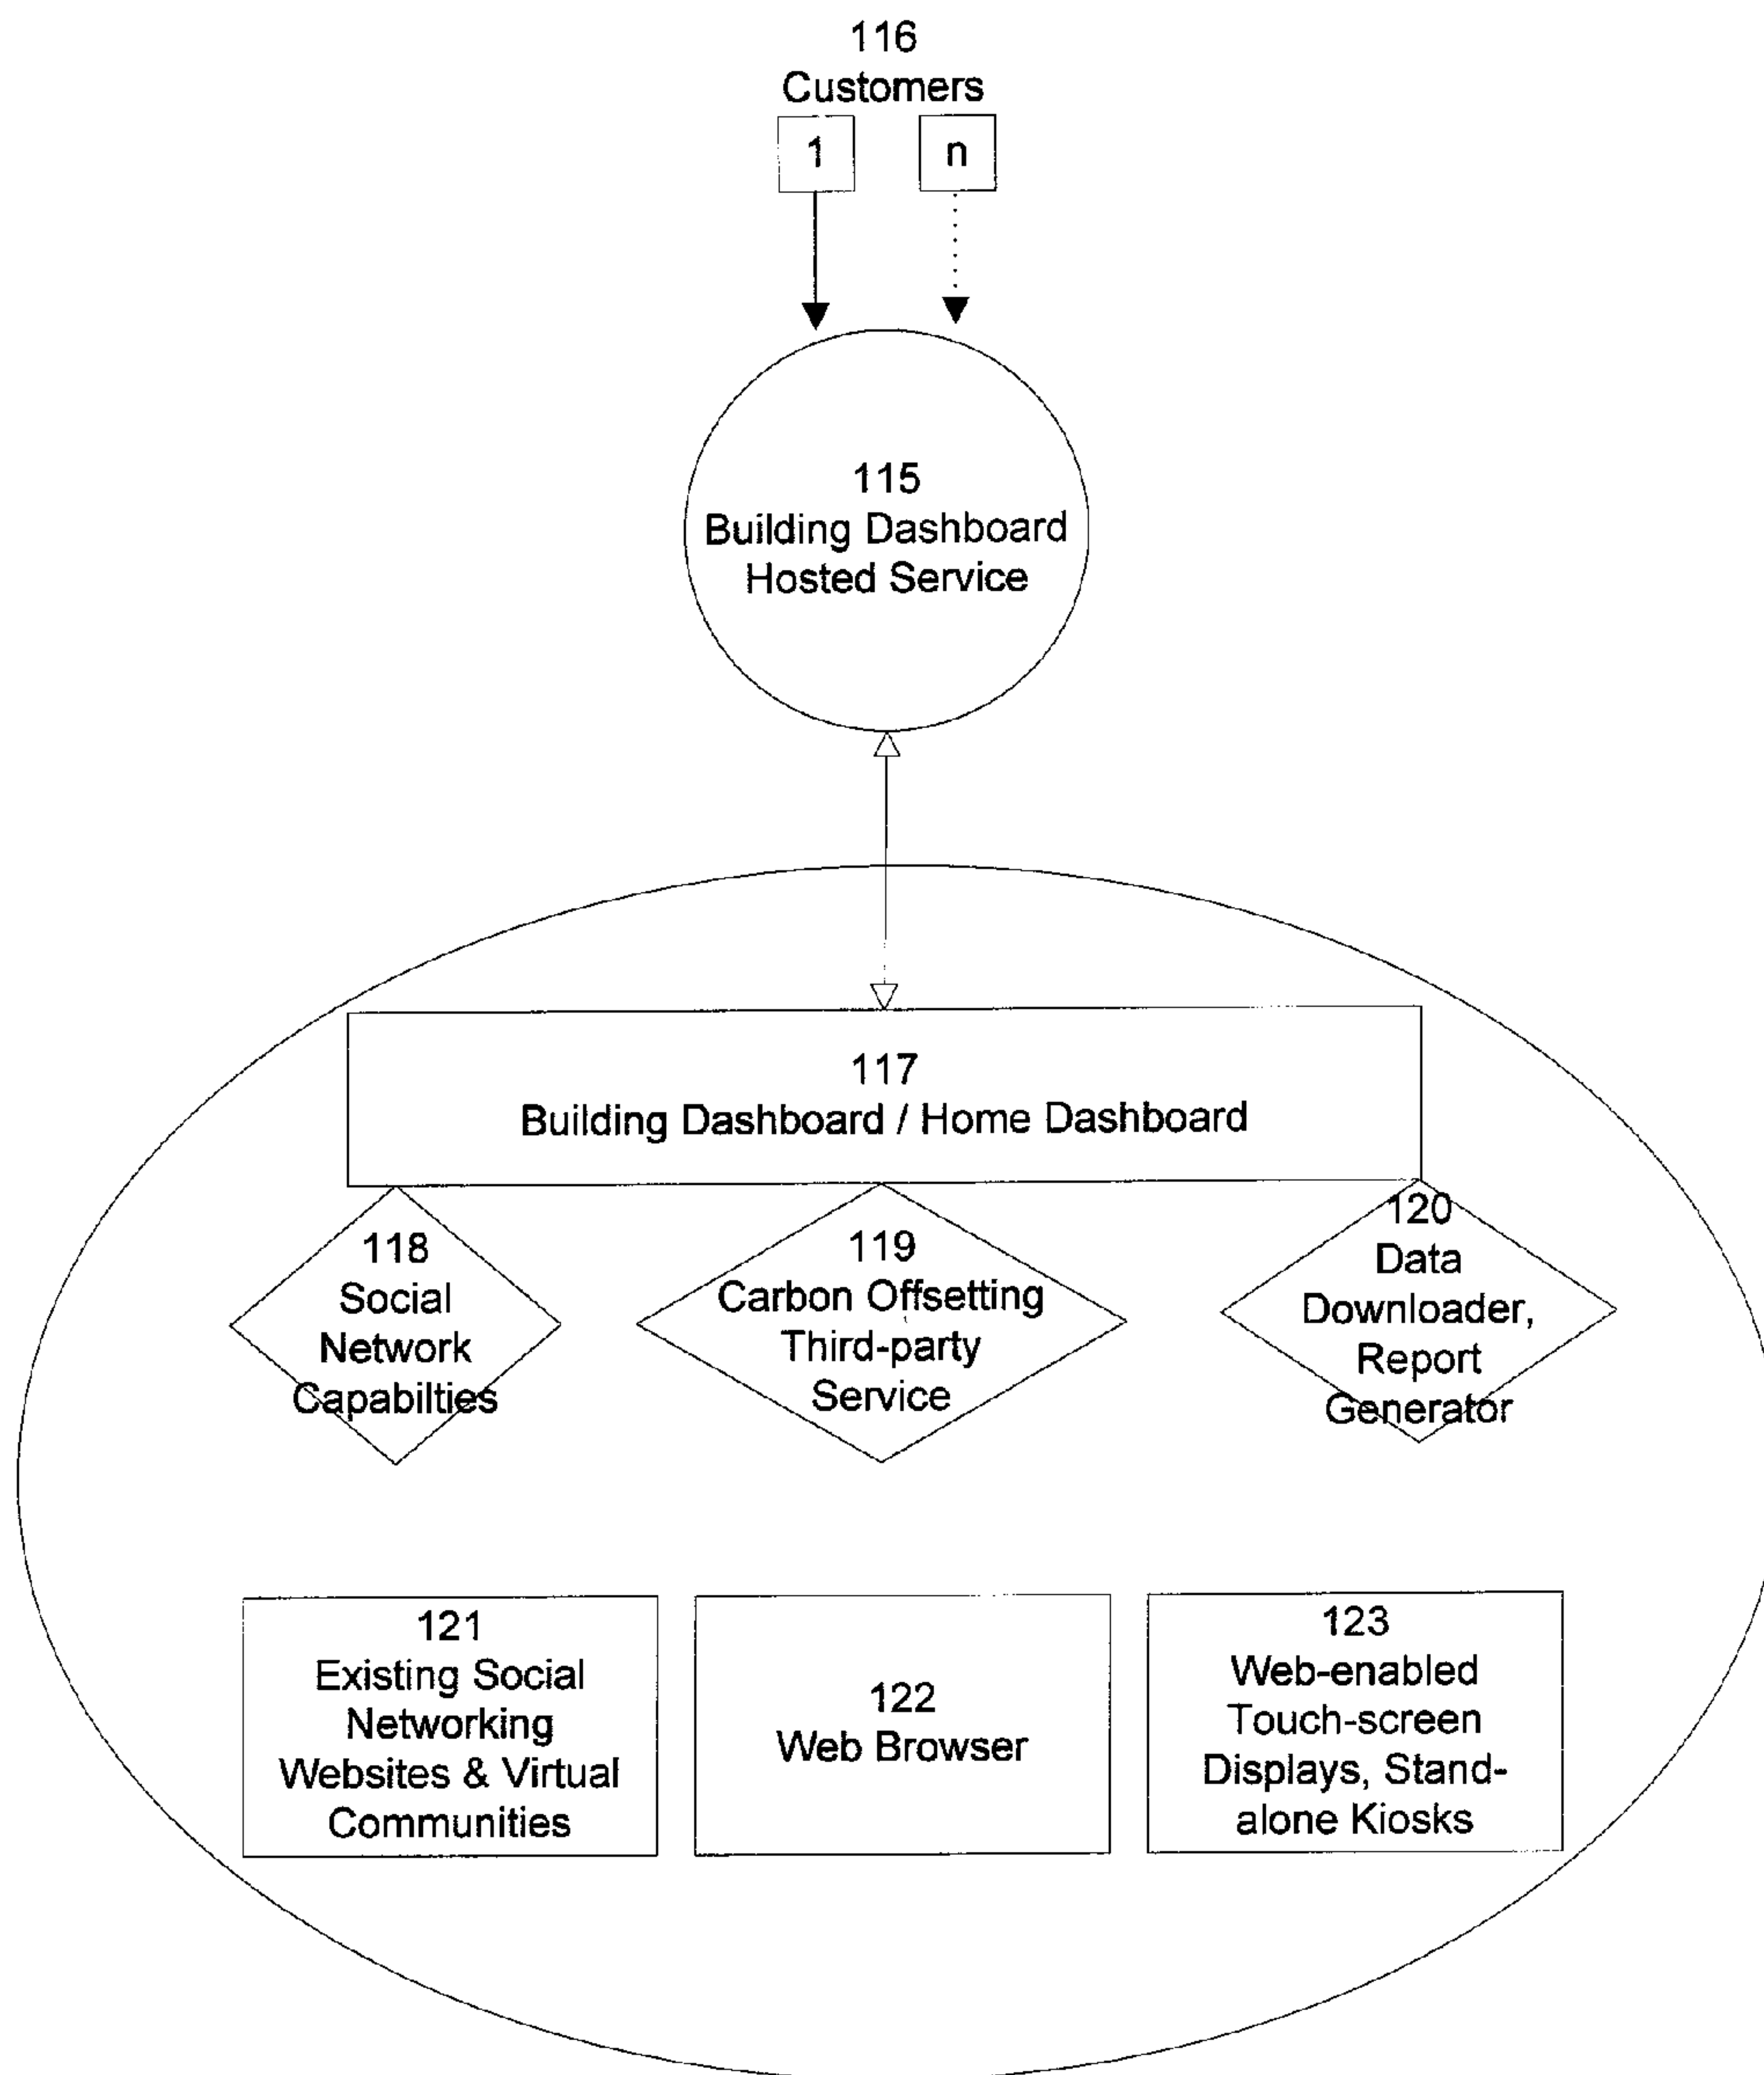 116
Customers
1
n
115
Building Dashboard
Hosted Service
117
Building Dashboard / Home Dashboard
118
Social
Network
Capabilties
119
Carbon Offsetting
Third-party
Service
120
Data
Downloader,
Report
Generator
121
Existing Social
Networking
Websites & Virtual
Communities
122
Web Browser
123
Web-enabled
Touch-screen
Displays, Stand-
alone Kiosks